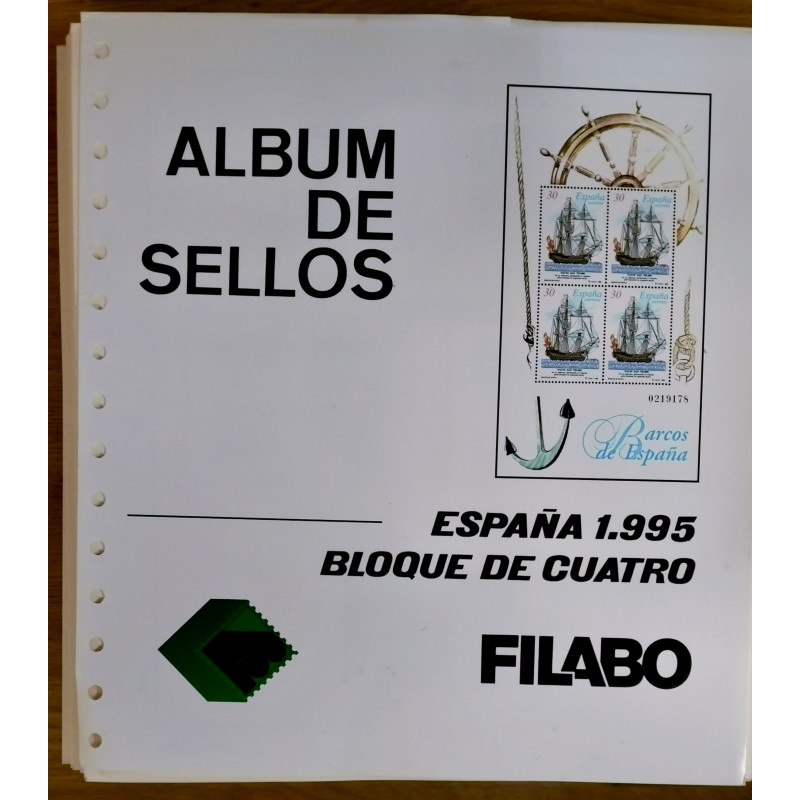 ALBUM
DE
SELLOS
30 España
30 España
30 España
30 España
0219178
Barcos
de España
ESPAÑA 1.995
BLOQUE DE CUATRO
FILABO